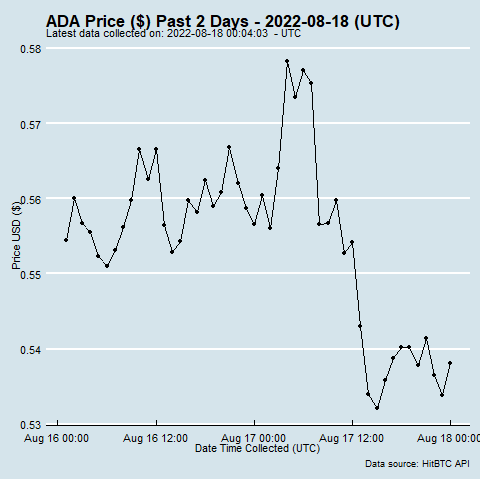 ADA Price ($) Past 2 Days - 2022-08-18 (UTC)
Latest data collected on: 2022-08-18 00:04:03  - UTC
0.58
0.57
0.56
0.55
0.54
0.53
Price USD ($)
Aug 16 00:00 Aug 16 12:00 Aug 17 00:00 Aug 17 12:00 Aug 18 00:00
Date Time Collected (UTC)
Data source: HitBTC API